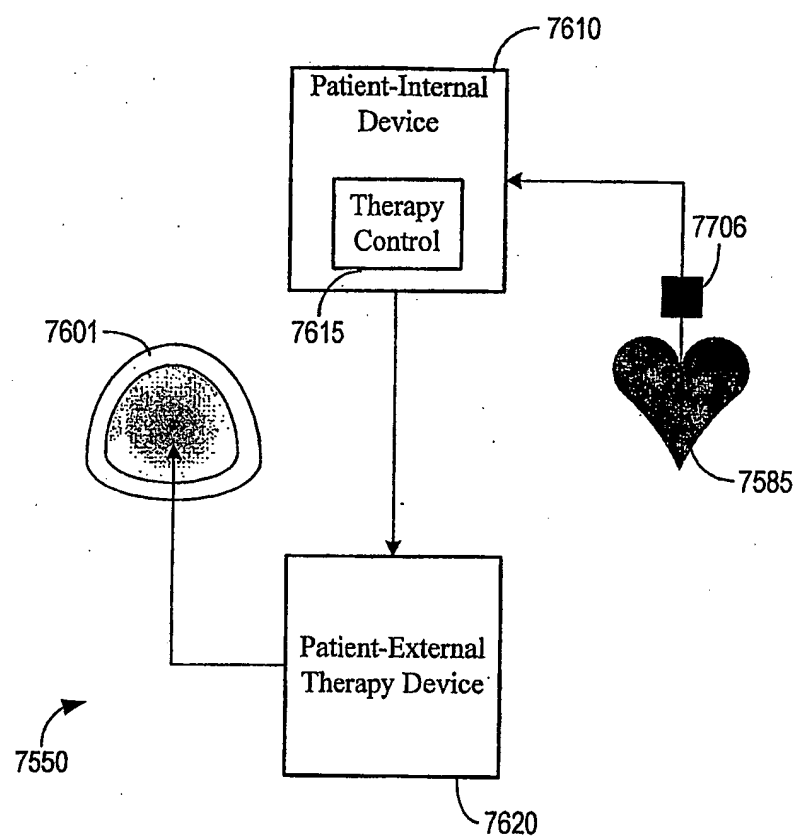 7610
Patient-Internal
Device
Therapy
Control
7706
7615
7601
7585
Patient-External
Therapy Device
7550
7620